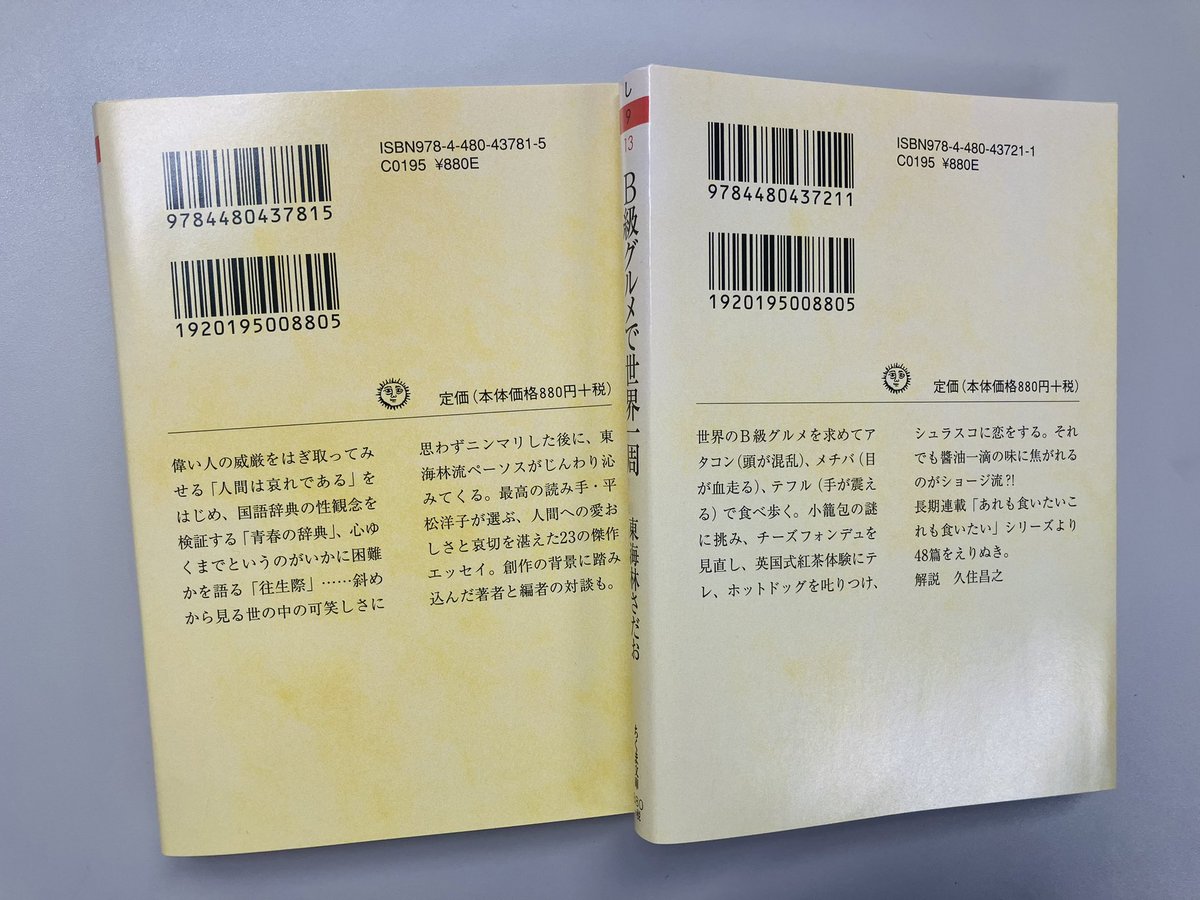 ISBN978-4-480-43781-5
C0195 ¥880E
9784480437815
1920195008805
定価(本体価格880円+税)
偉い人の威厳をはぎ取ってみ
せる「人間は哀れである」を
はじめ、国語辞典の性観念を
検証する「青春の辞典」、心ゆ
くまでというのがいかに困難
かを語る「往生際」……斜め
から見る世の中の可笑しさに
思わずニンマリした後に、東
海林流ペーソスがじんわり沁
みてくる。最高の読み手・平
松洋子が選ぶ、人間への愛お
しさと哀切を湛えた23の傑作
エッセイ。創作の背景に踏み
込んだ著者と編者の対談も。
し
9
13
B級グルメで世界一周
東海林さだお
ちくま文庫
ISBN978-4-480-43721-1
C0195 ¥880E
9784480437211
1920195008805
定価(本体価格880円+税)
世界のB級グルメを求めてア
タコン(頭が混乱)、メチバ(目
が血走る)、テフル(手が震え
る)で食べ歩く。小籠包の謎
に挑み、チーズフォンデュを
見直し、英国式紅茶体験にテ
レ、ホットドッグを叱りつけ、
シュラスコに恋をする。それ
でも醬油一滴の味に焦がれる
のがショージ流?!
長期連載「あれも食いたいこ
れも食いたい」シリーズより
48篇をえりぬき。
解説 久住昌之